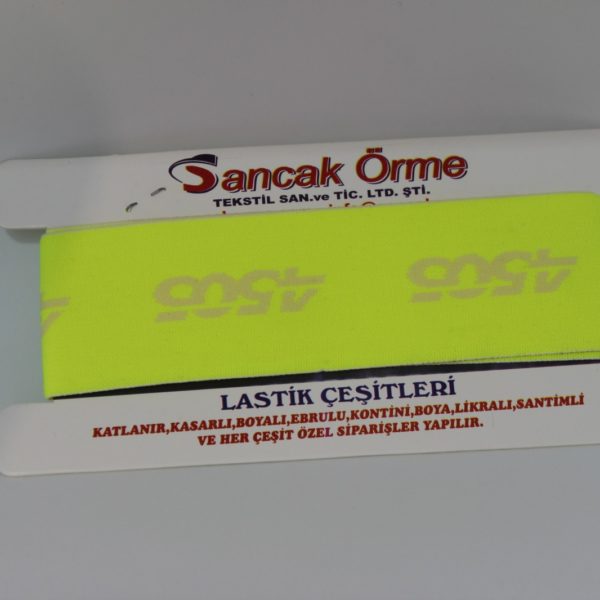 Sancak Örme
TEKSTİL SAN.ve TİC. LTD. ŞTİ.
LASTİK ÇEŞİTLERİ
KATLANIR,KASARLI,BOYALI,EBRULU,KONTİNİ,BOYA,LİKRALI,SANTİMLİ
VE HER ÇEŞİT ÖZEL SİPARİŞLER YAPILIR.